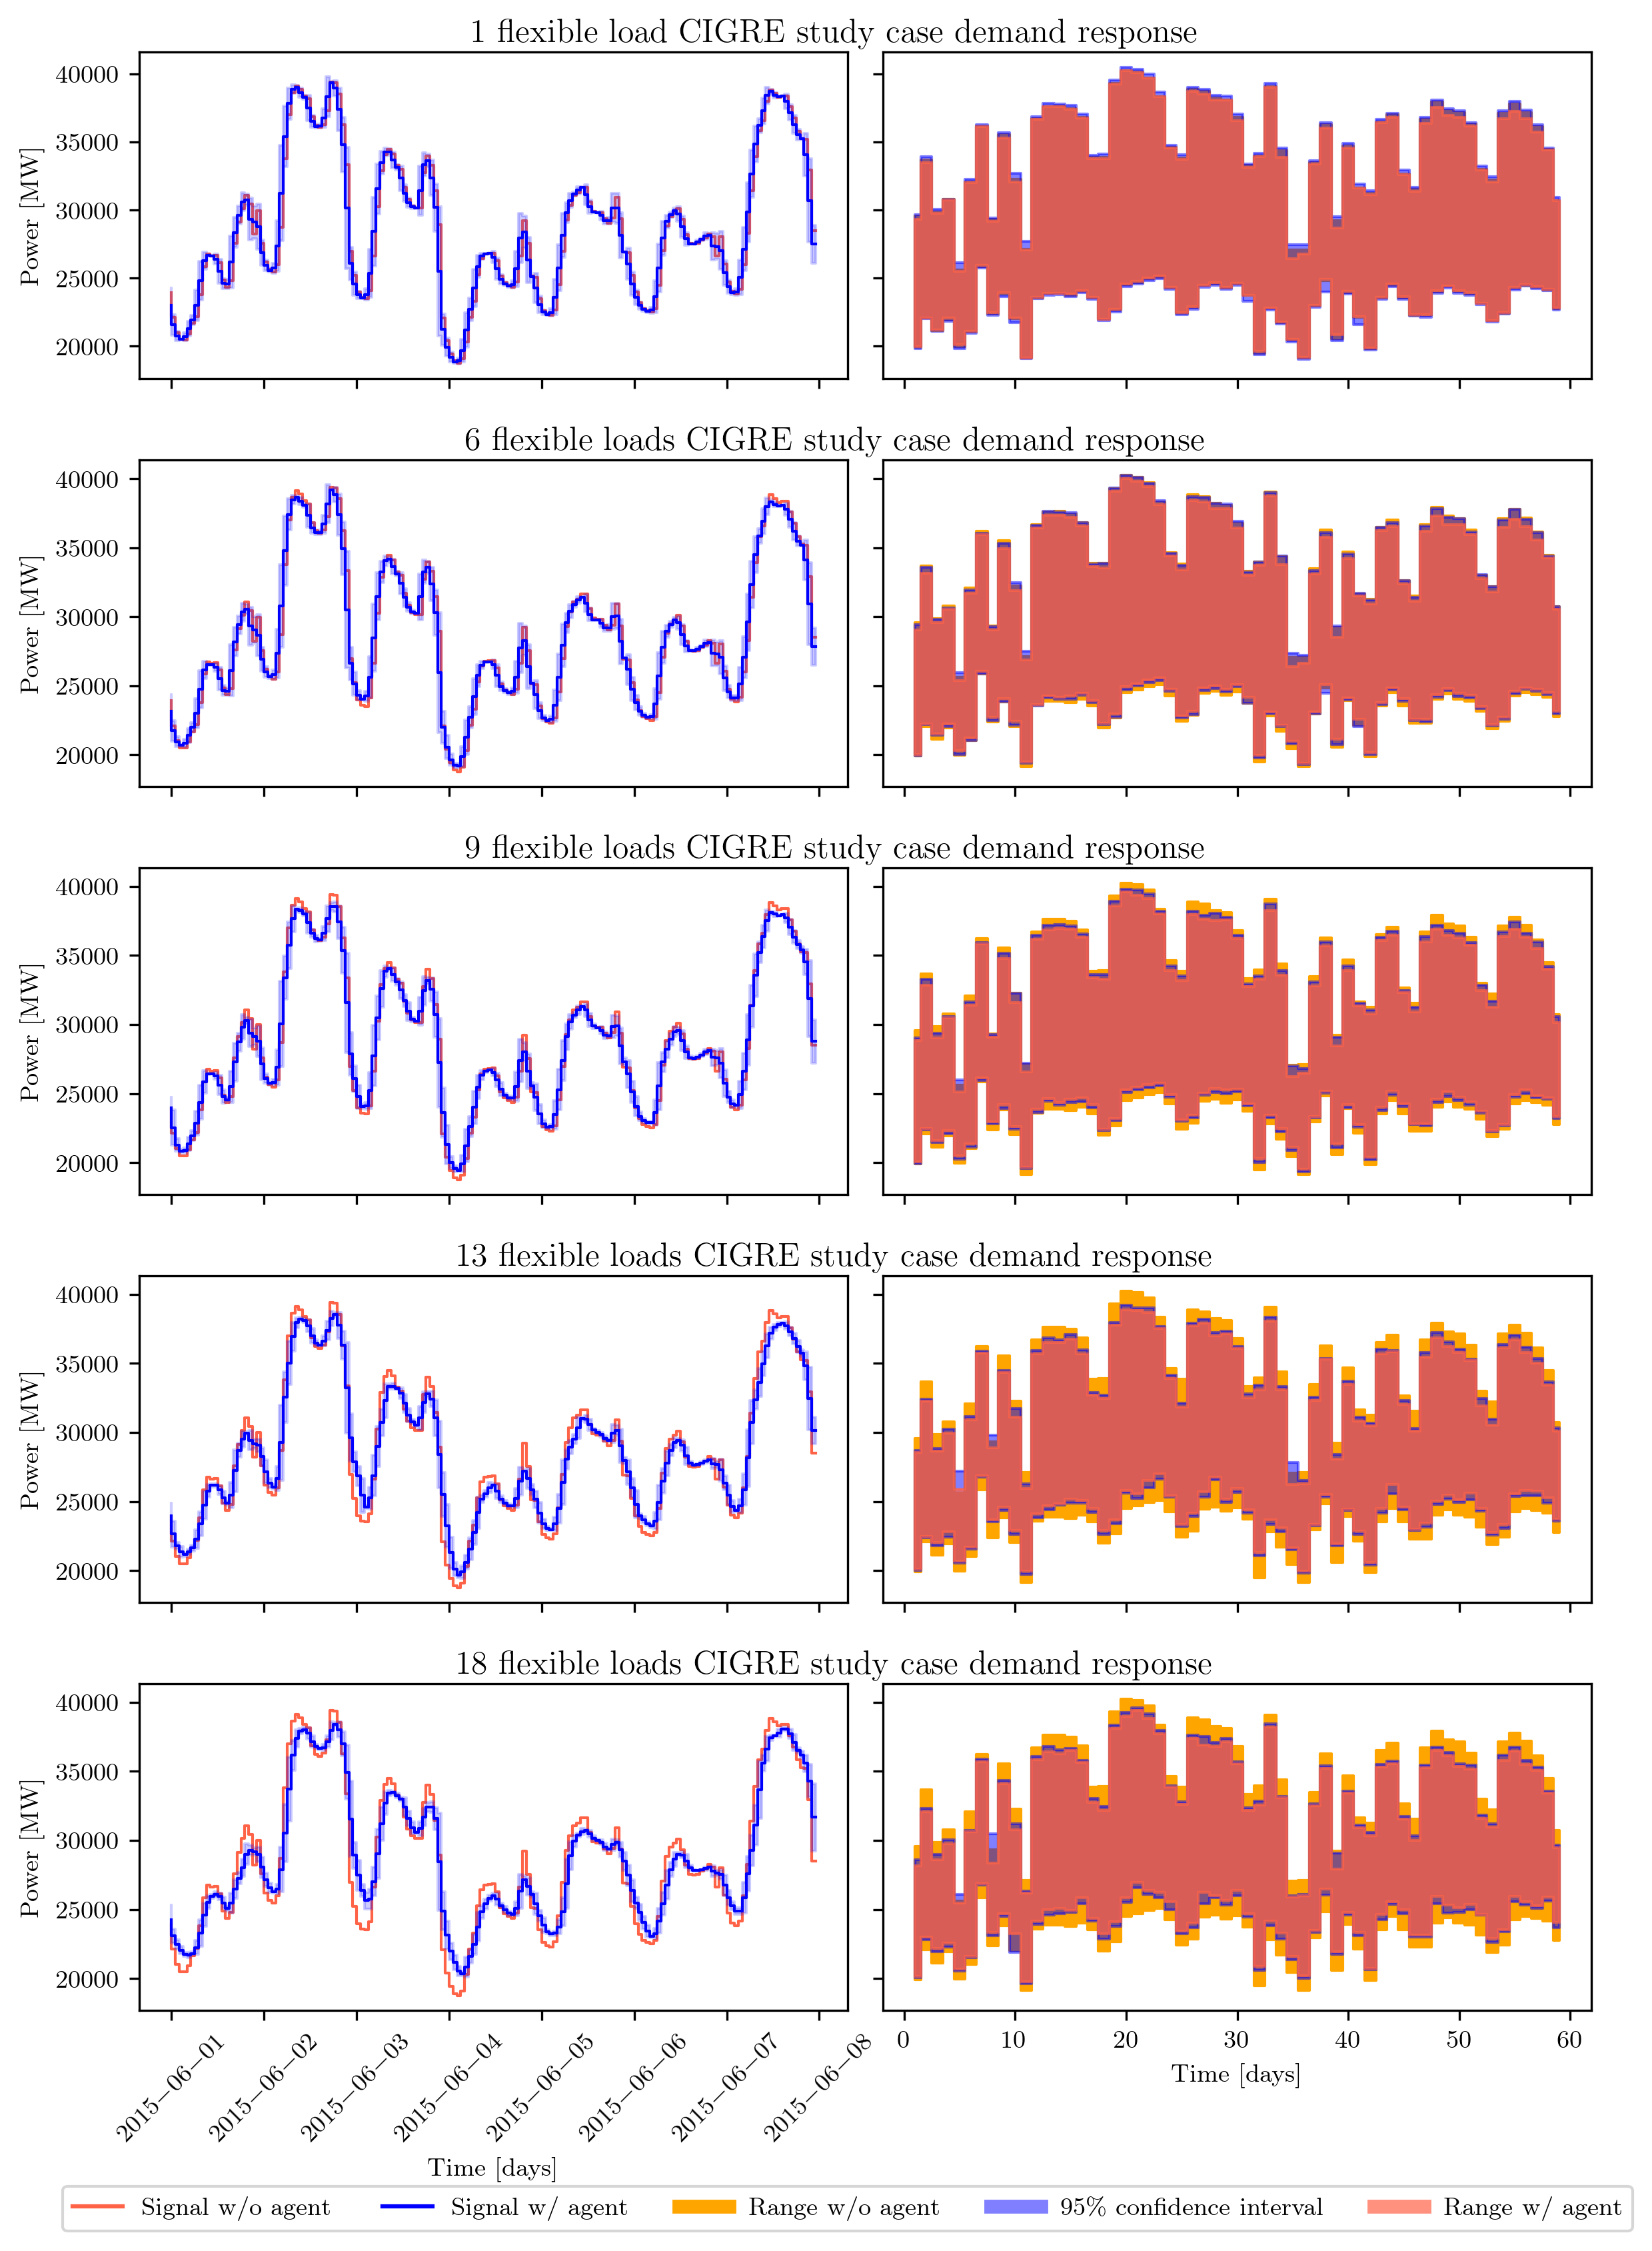 1 flexible load CIGRE study case demand response
40000
35000
30000
25000
20000
Power [MW]
6 flexible loads CIGRE study case demand response
40000
35000
30000
25000
20000
Power [MW]
9 flexible loads CIGRE study case demand response
40000
35000
30000
25000
20000
Power [MW]
13 flexible loads CIGRE study case demand response
40000
35000
30000
25000
20000
Power [MW]
18 flexible loads CIGRE study case demand response
40000
35000
30000
25000
20000
Power [MW]
2015−06−01 2015−06−02 2015−06−03 2015−06−04 2015−06−05 2015−06−06 2015−06−07 2015−06−08
Time [days]
0 10 20 30 40 50 60
Time [days]
Signal w/o agent Signal w/ agent Range w/o agent 95% confidence interval Range w/ agent